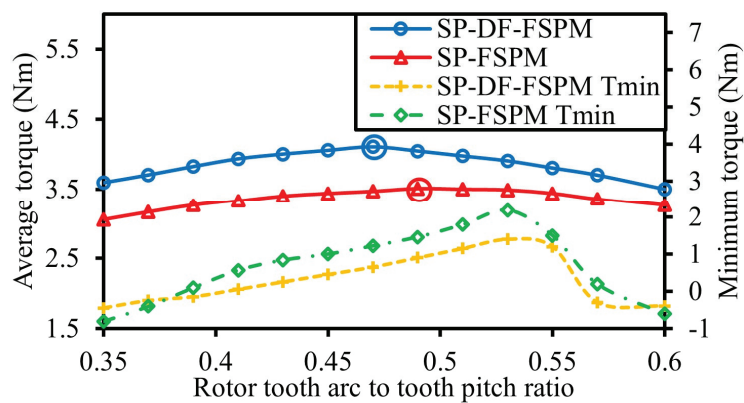 SP-DF-FSPM
SP-FSPM
SP-DF-FSPM Tmin
SP-FSPM Tmin
Average torque (Nm)
5.5
4.5
3.5
2.5
1.5
Minimum torque (Nm)
7
6
5
4
3
2
1
0
-1
0.35
0.4
0.45
0.5
0.55
0.6
Rotor tooth arc to tooth pitch ratio